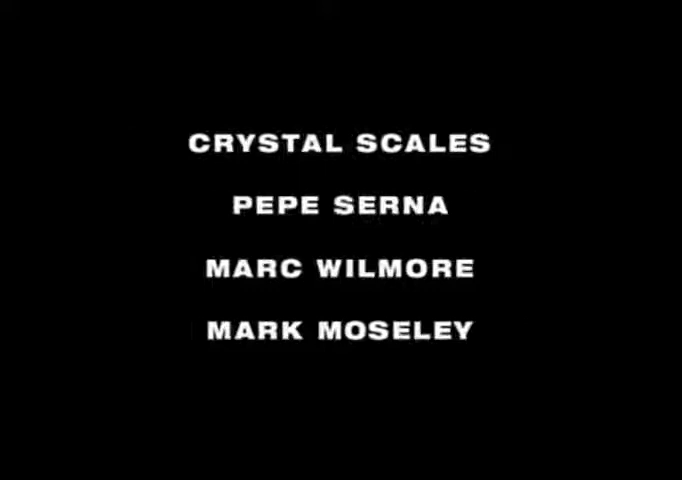 CRYSTAL SCALES
PEPE SERNA
MARC WILMORE
MARK MOSELEY